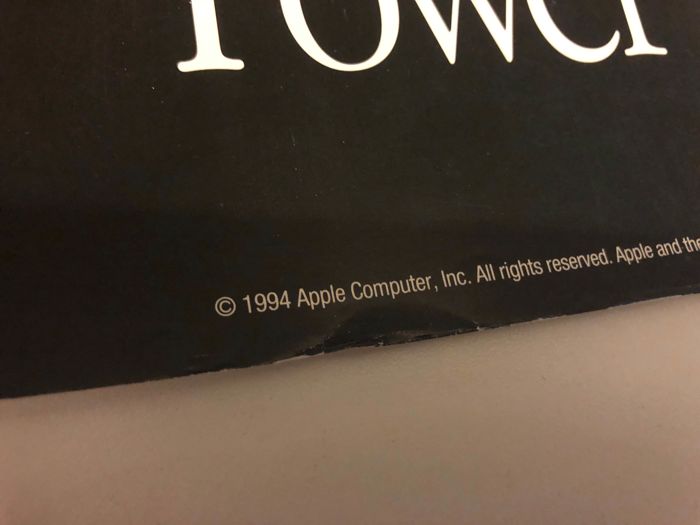 Power
© 1994 Apple Computer, Inc. All rights reserved. Apple and the